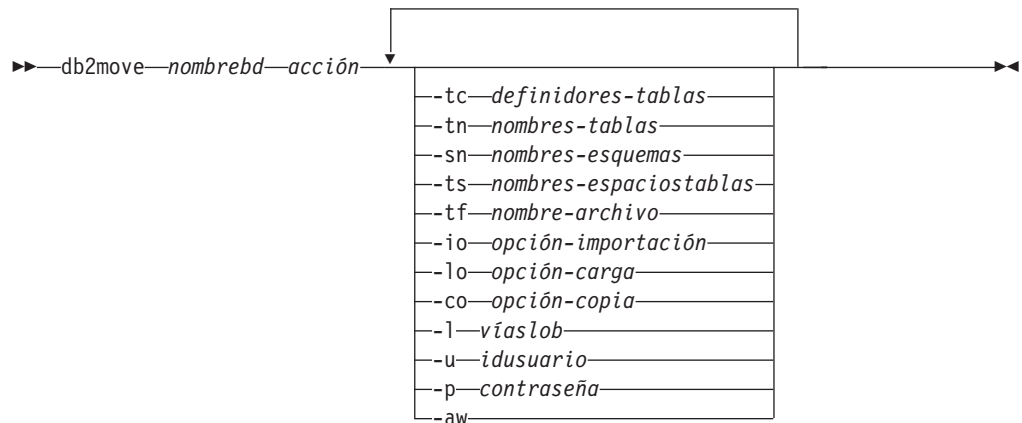 db2move nombrebd acción
-tc definidores-tablas
-tn nombres-tablas
-sn nombres-esquemas
-ts nombres-espaciostablas
-tf nombre-archivo
-io opción-importación
-lo opción-carga
-co opción-copia
-l víaslob
-u idusuario
-p contraseña
-aw